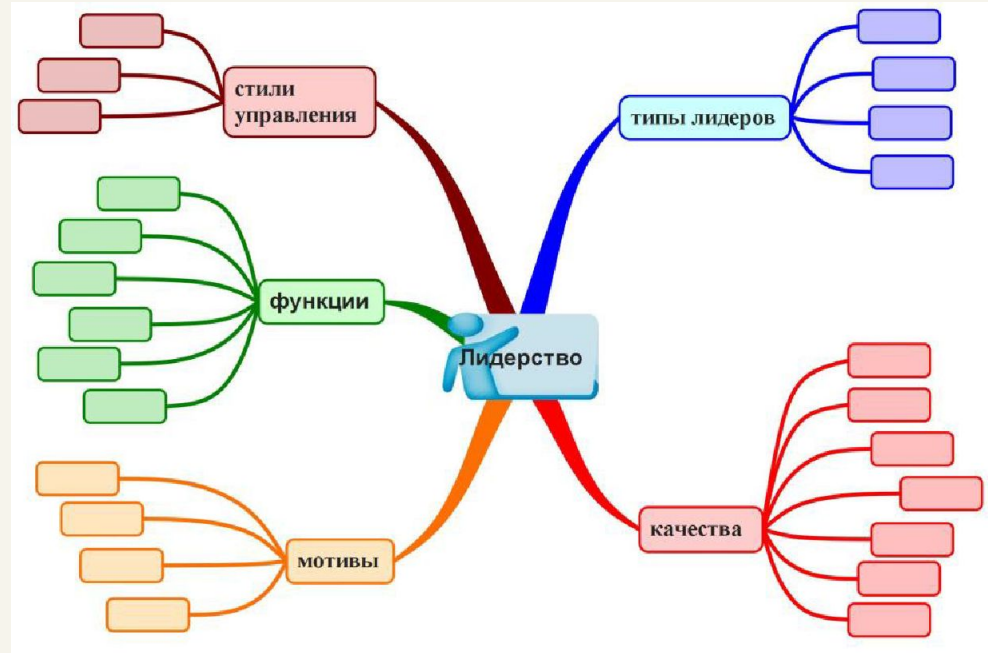 стили
управления
типы лидеров
функции
Лидерство
качества
мотивы